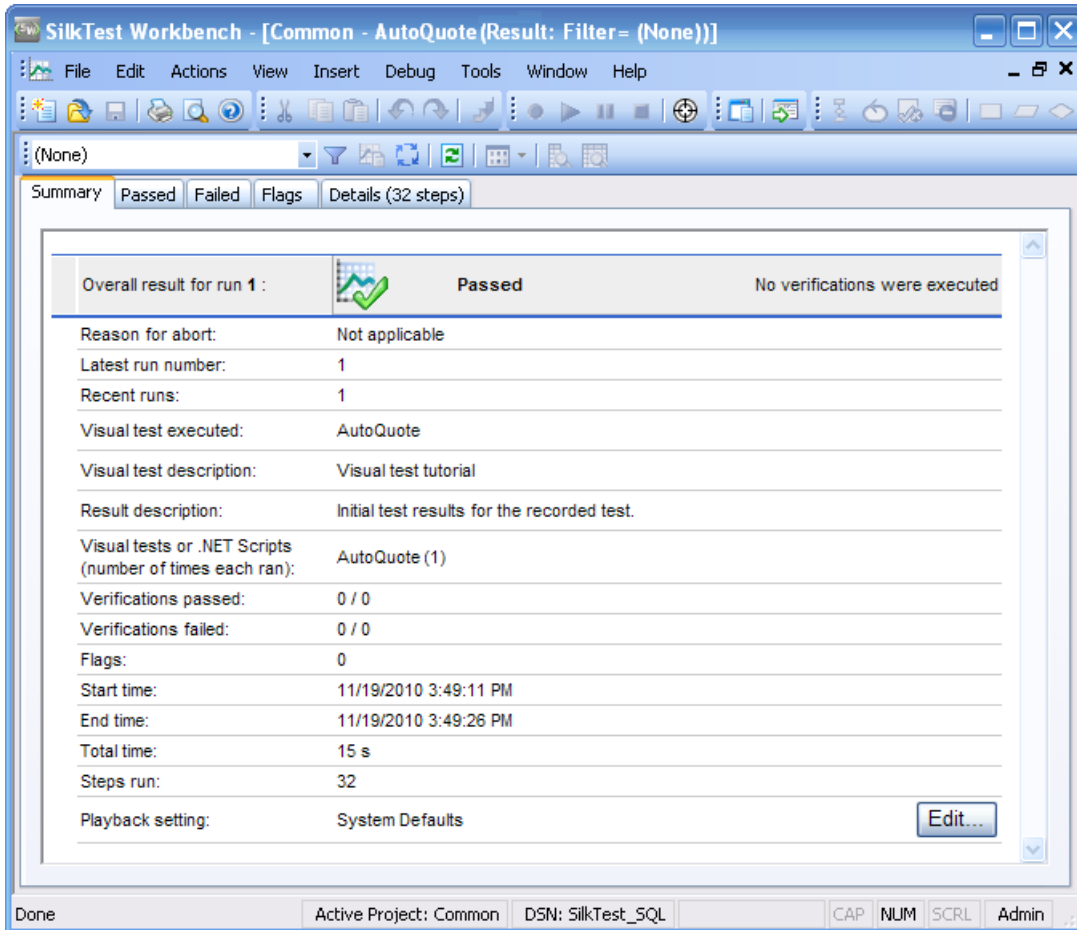 SilkTest Workbench - [Common - AutoQuote(Result: Filter= (None))]
File Edit Actions View Insert Debug Tools Window Help
(None)
Summary Passed Failed Flags Details (32 steps)
Overall result for run 1 : Passed No verifications were executed
Reason for abort: Not applicable
Latest run number: 1
Recent runs: 1
Visual test executed: AutoQuote
Visual test description: Visual test tutorial
Result description: Initial test results for the recorded test.
Visual tests or .NET Scripts
(number of times each ran): AutoQuote (1)
Verifications passed: 0 / 0
Verifications failed: 0 / 0
Flags: 0
Start time: 11/19/2010 3:49:11 PM
End time: 11/19/2010 3:49:26 PM
Total time: 15 s
Steps run: 32
Playback setting: System Defaults Edit...
Done Active Project: Common DSN: SilkTest_SQL CAP NUM SCRL Admin